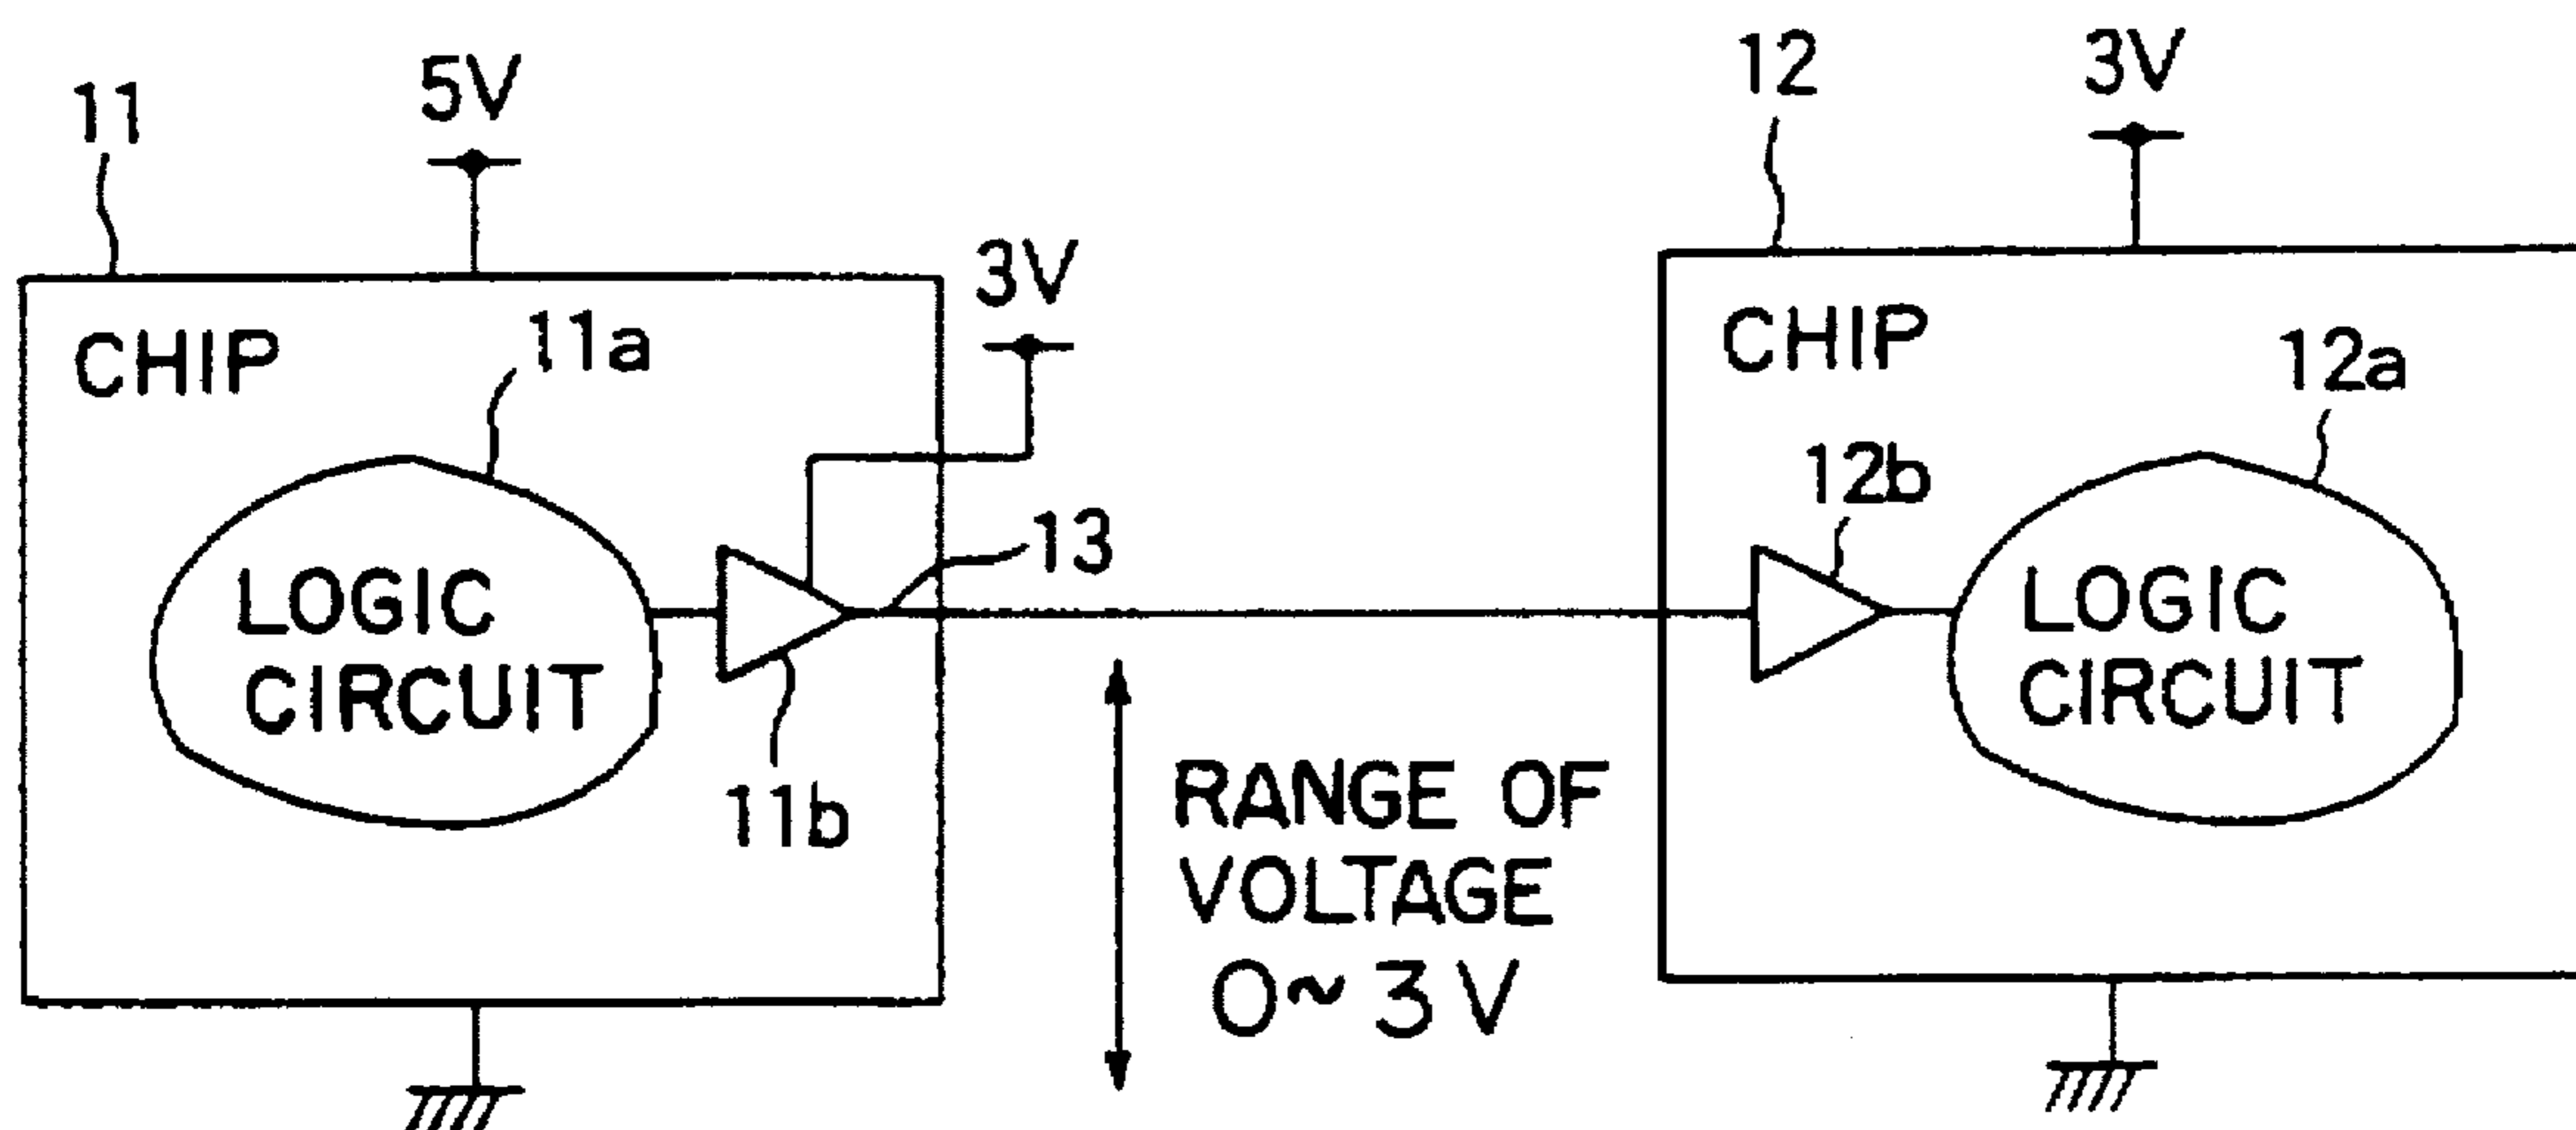 11
5V
12
3V
3V
CHIP
11a
CHIP
12a
12b
13
LOGIC
CIRCUIT
LOGIC
CIRCUIT
11b
RANGE OF
VOLTAGE
0~3V